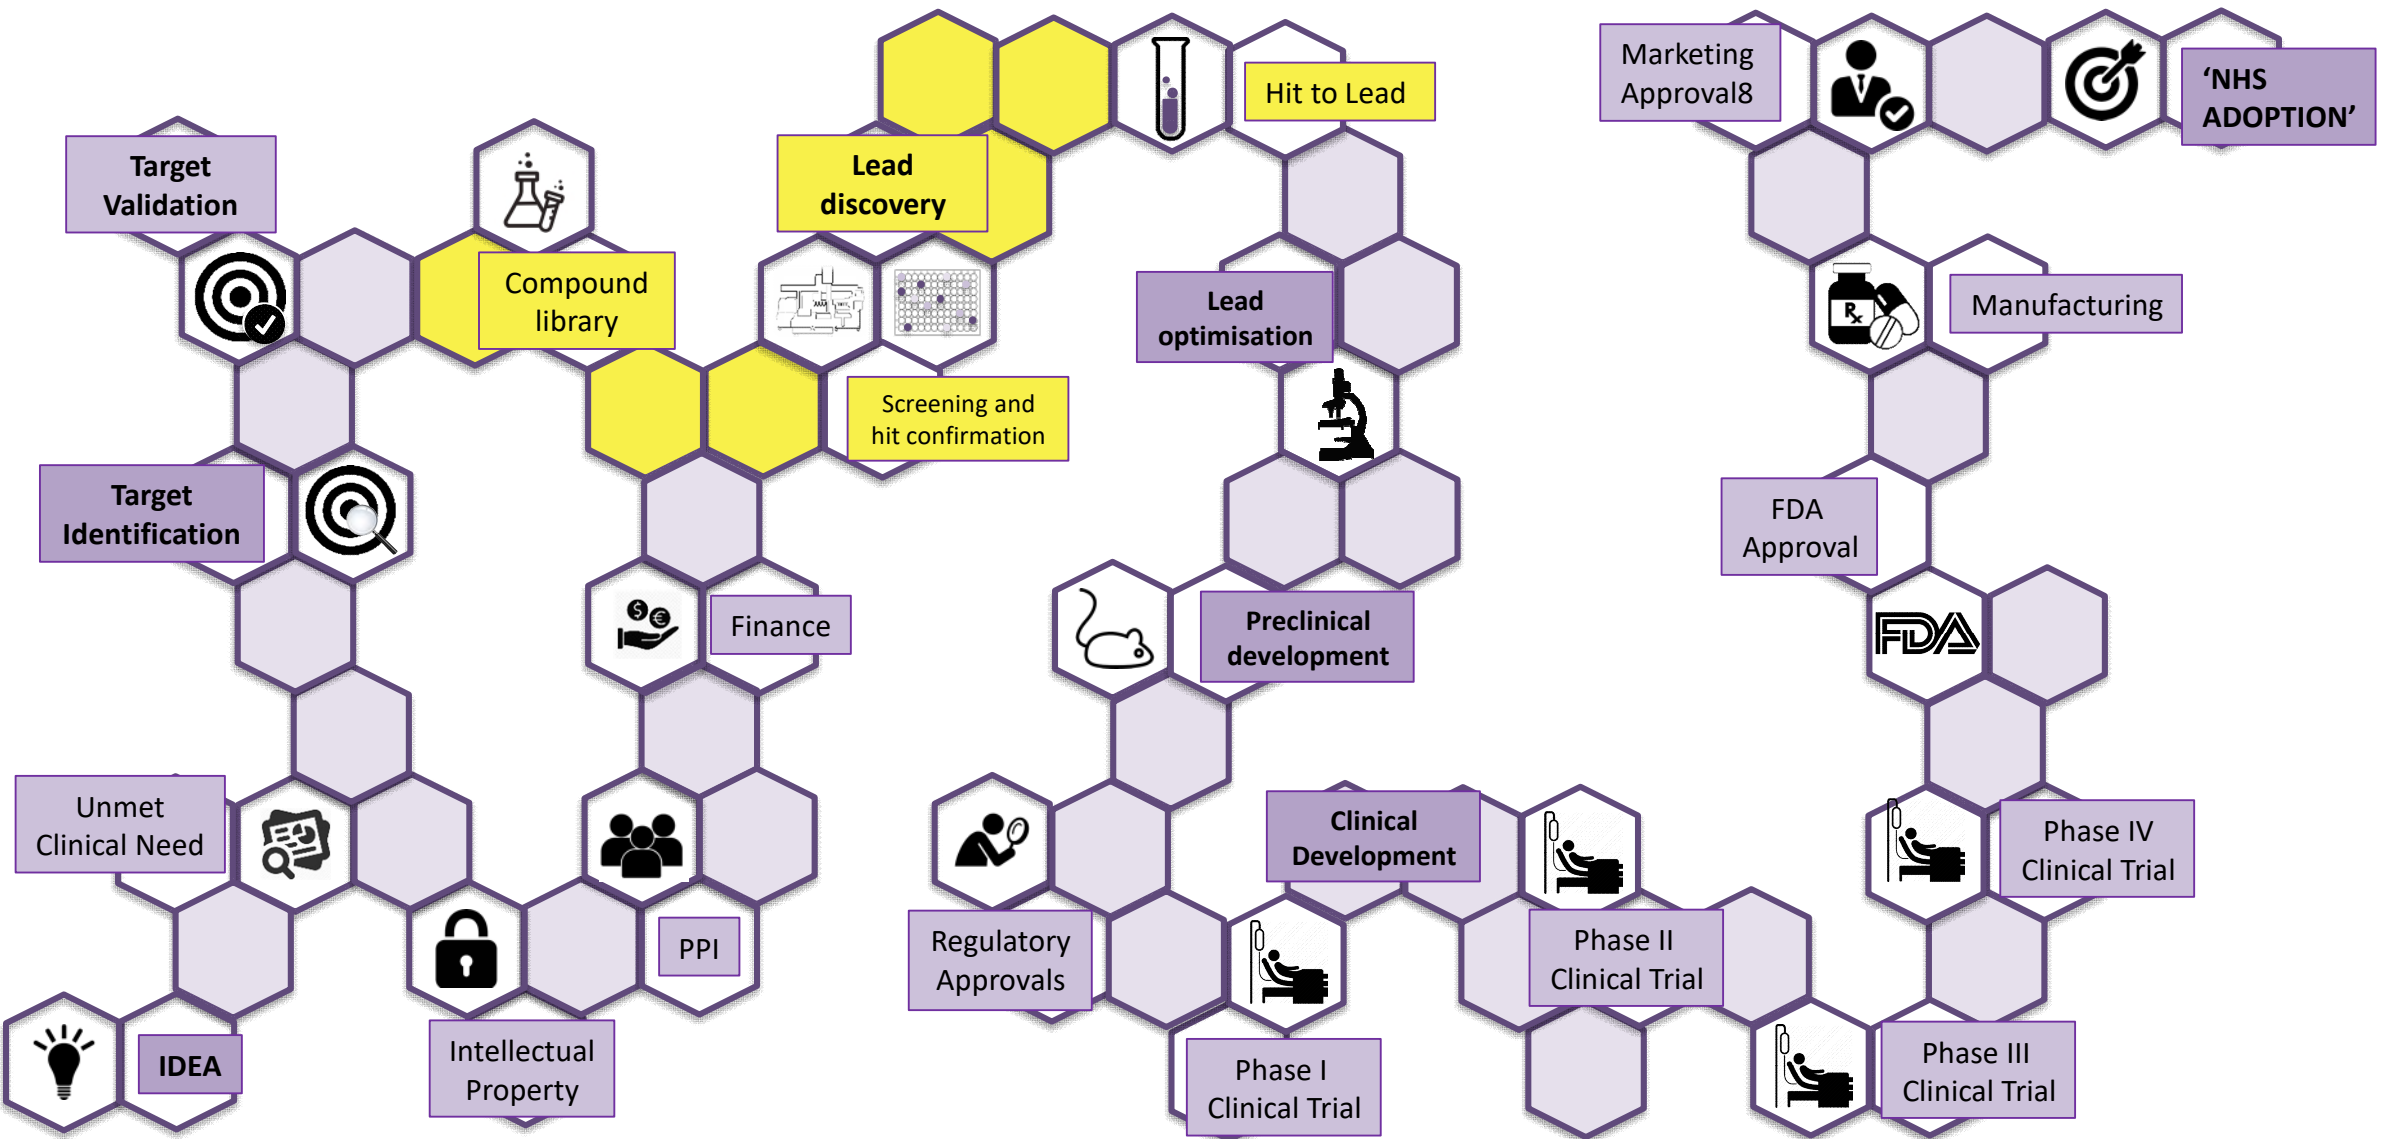 Marketing
Approval8
‘NHS
ADOPTION’
Hit to Lead
Target
Validation
Lead
discovery
Compound
library
Lead
optimisation
Rx
Manufacturing
Screening and
hit confirmation
Target
Identification
FDA
Approval
$ €
Finance
Preclinical
development
FDA
Unmet
Clinical Need
Clinical
Development
Phase IV
Clinical Trial
PPI
Regulatory
Approvals
Phase II
Clinical Trial
IDEA
Intellectual
Property
Phase I
Clinical Trial
Phase III
Clinical Trial